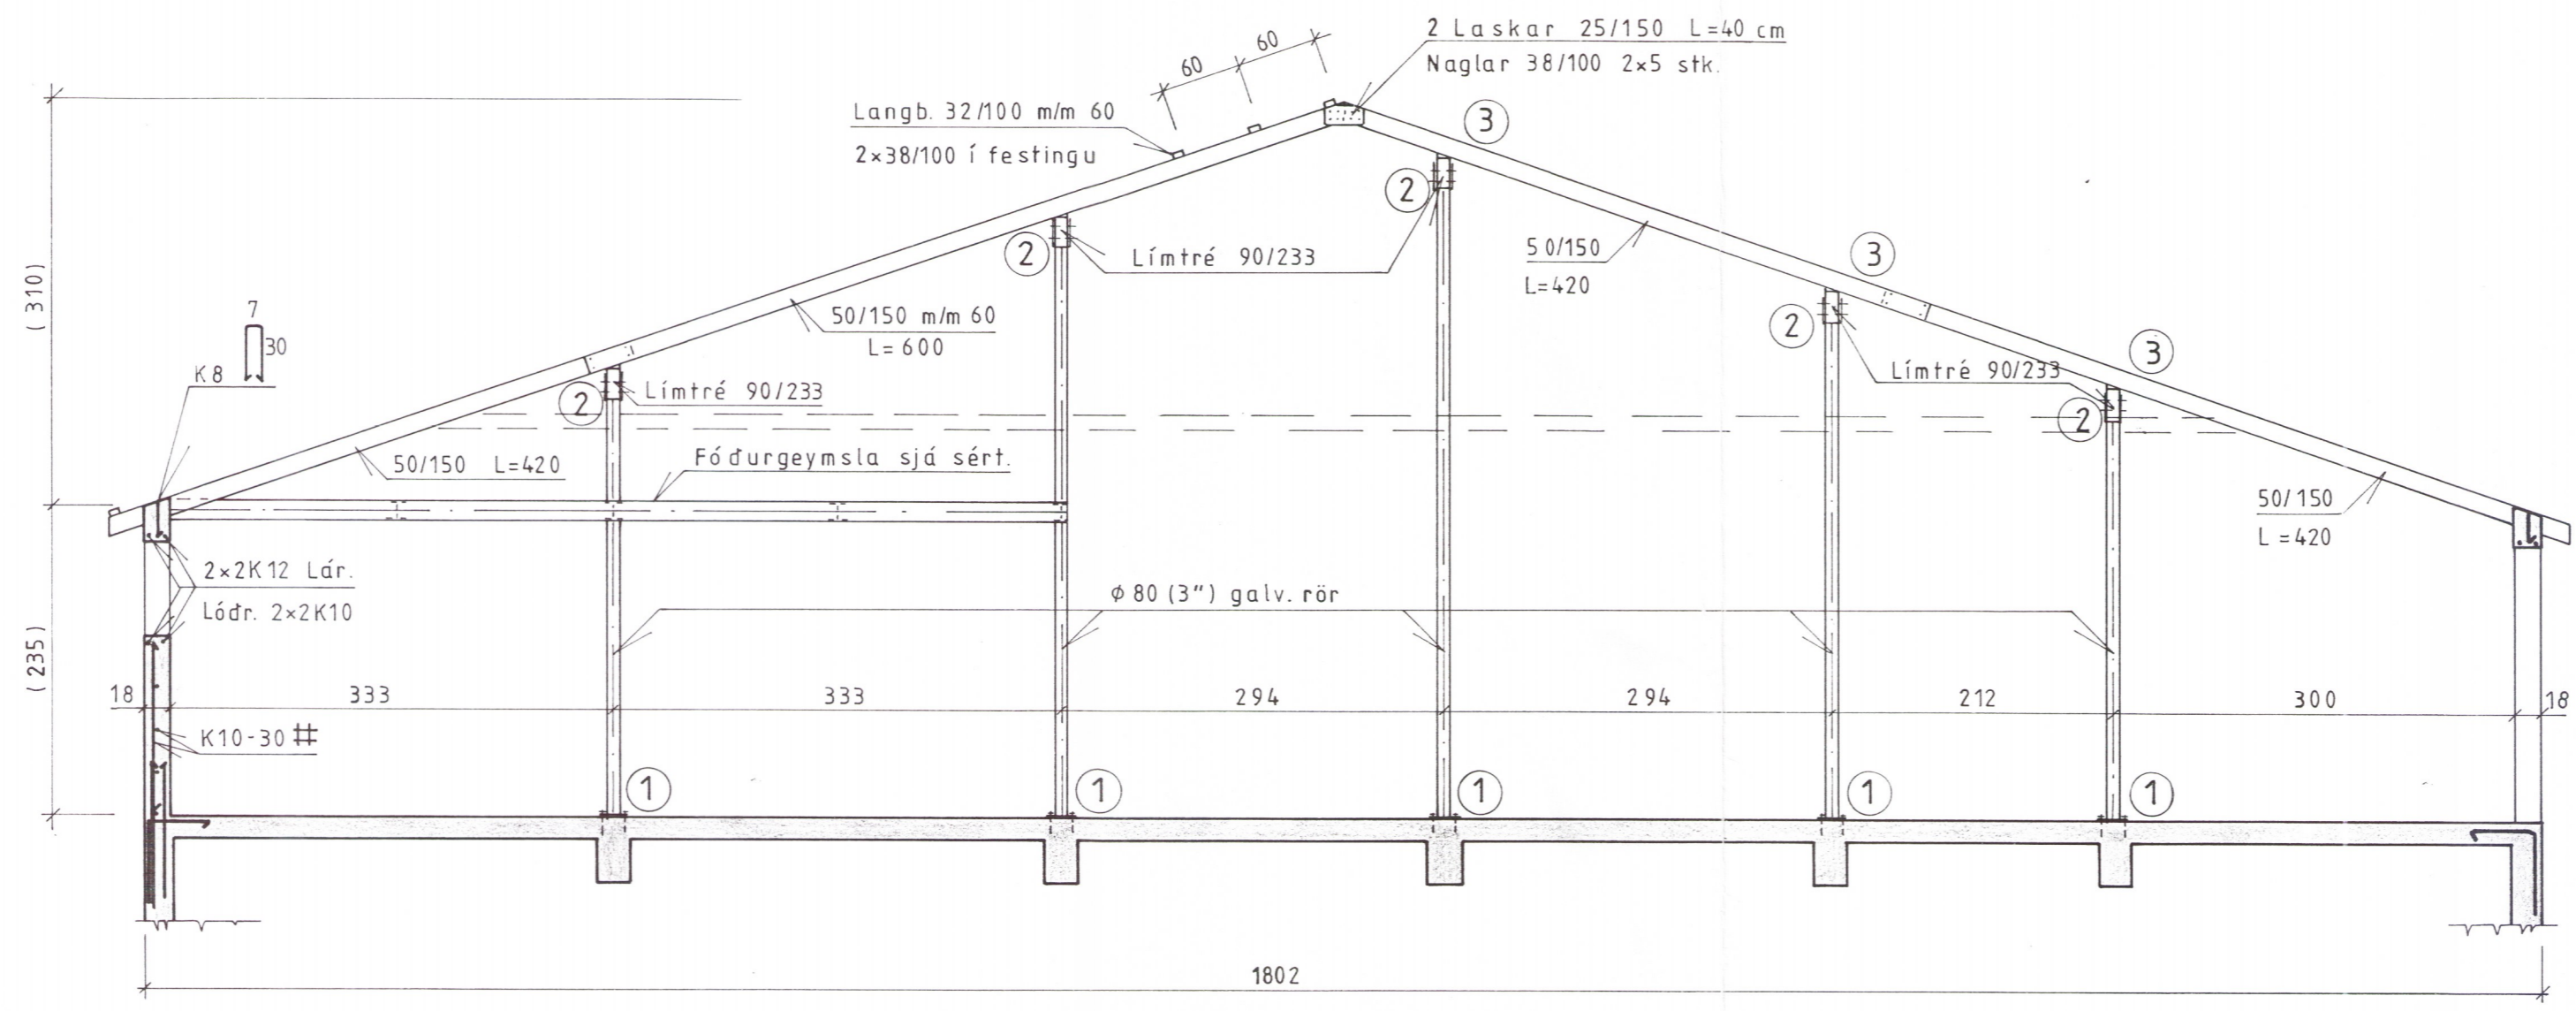 2 Laskar 25/150 L=40 cm
Naglar 38/100 2×5 stk.
60
60
Langb. 32/100 m/m 60
2×38/100 í festingu
3
2
2
Límtré 90/233
50/150
L=420
3
(310)
7
30
K8
50/150 m/m 60
L=600
2
Límtré 90/233
3
2
Límtré 90/233
2
50/150 L=420
Fóðurgeymsla sjá sért.
50/150
L=420
2×2K12 Lár.
Lóðr. 2×2K10
ø80 (3") galv. rör
(235)
18
333
333
294
294
212
300
18
K10-30 #
1
1
1
1
1
1802